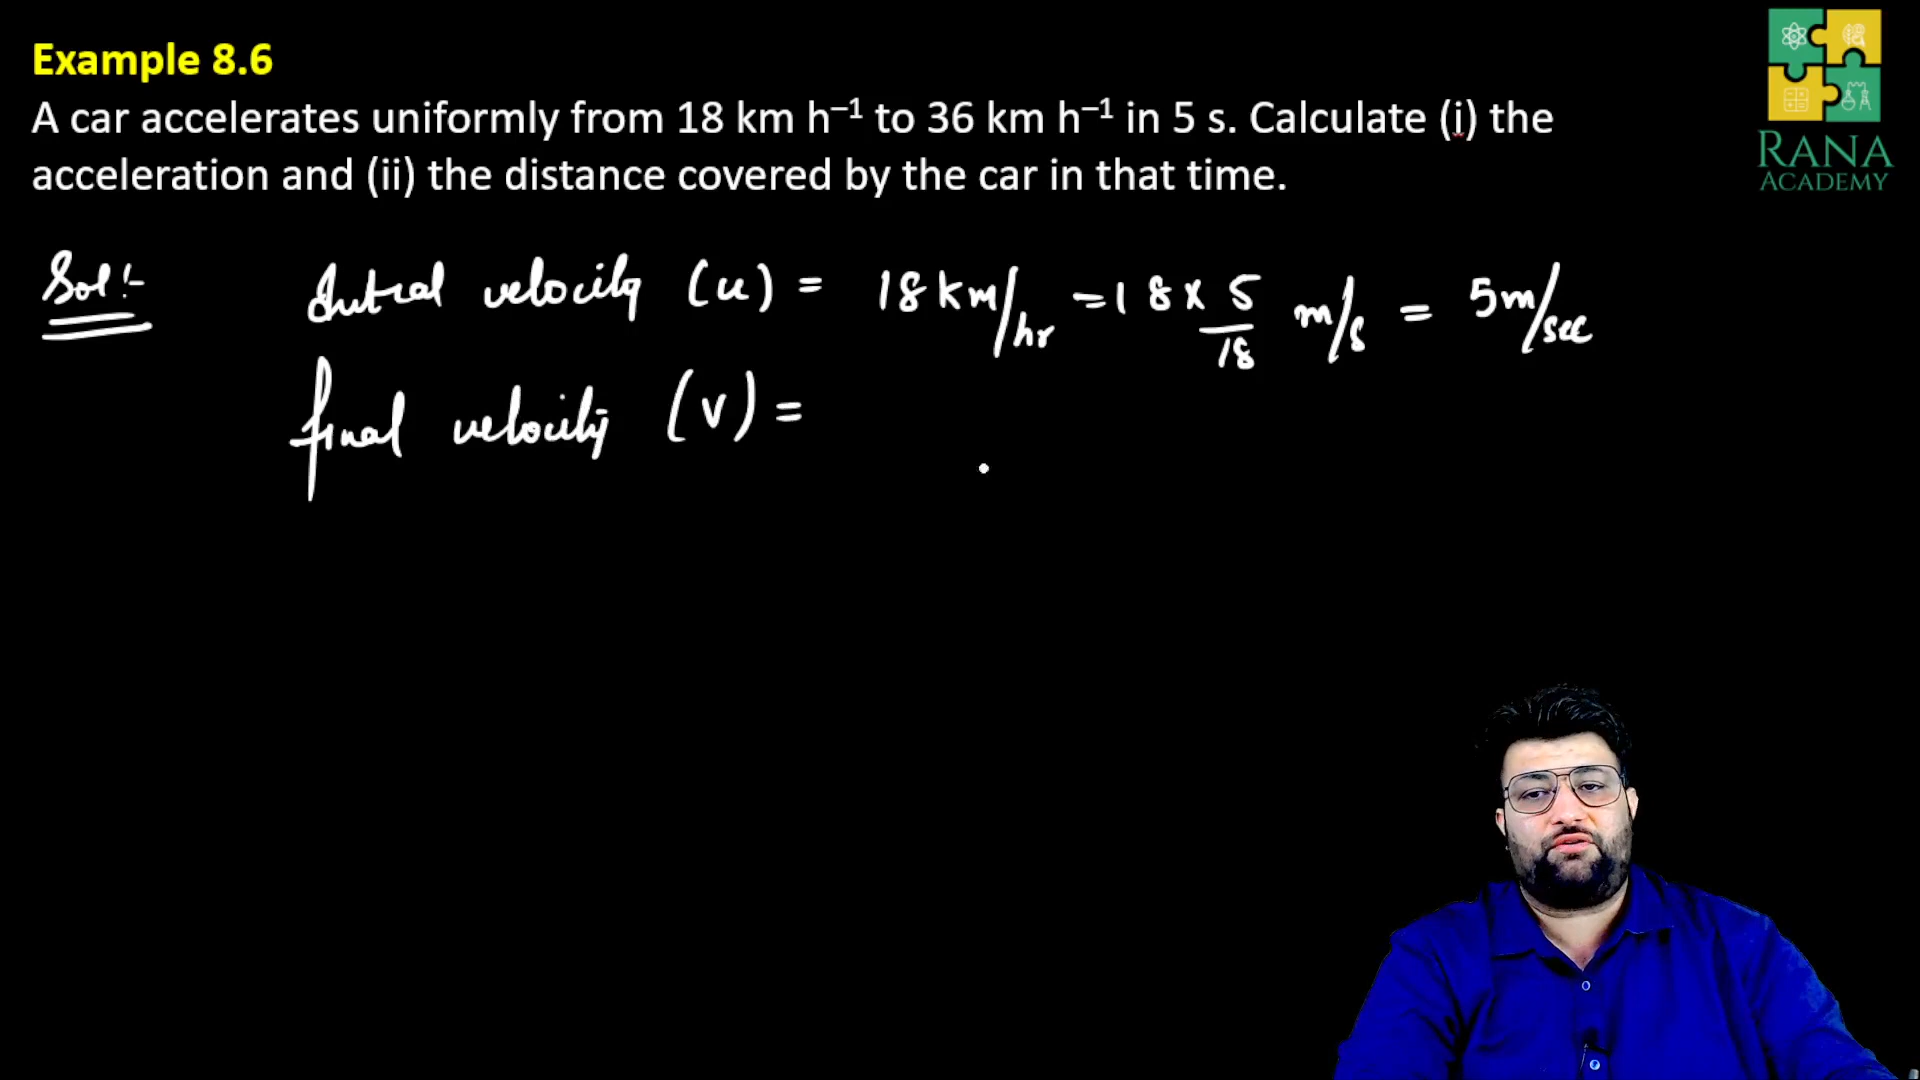 Example 8.6
A car accelerates uniformly from 18 km h⁻¹ to 36 km h⁻¹ in 5 s. Calculate (i) the
acceleration and (ii) the distance covered by the car in that time.
RANA
ACADEMY
Sol:-
Initial velocity (u) = 18 km/hr = 18 × 5/18 m/s = 5 m/sec
final velocity (v) =